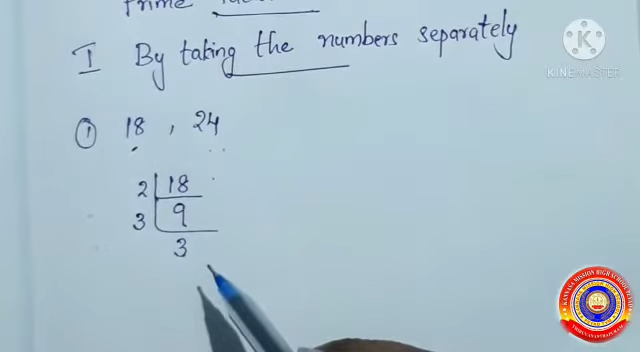 Prime
I By taking the numbers separately
KINEMASTER
① 18 , 24
2 18
3 9
3